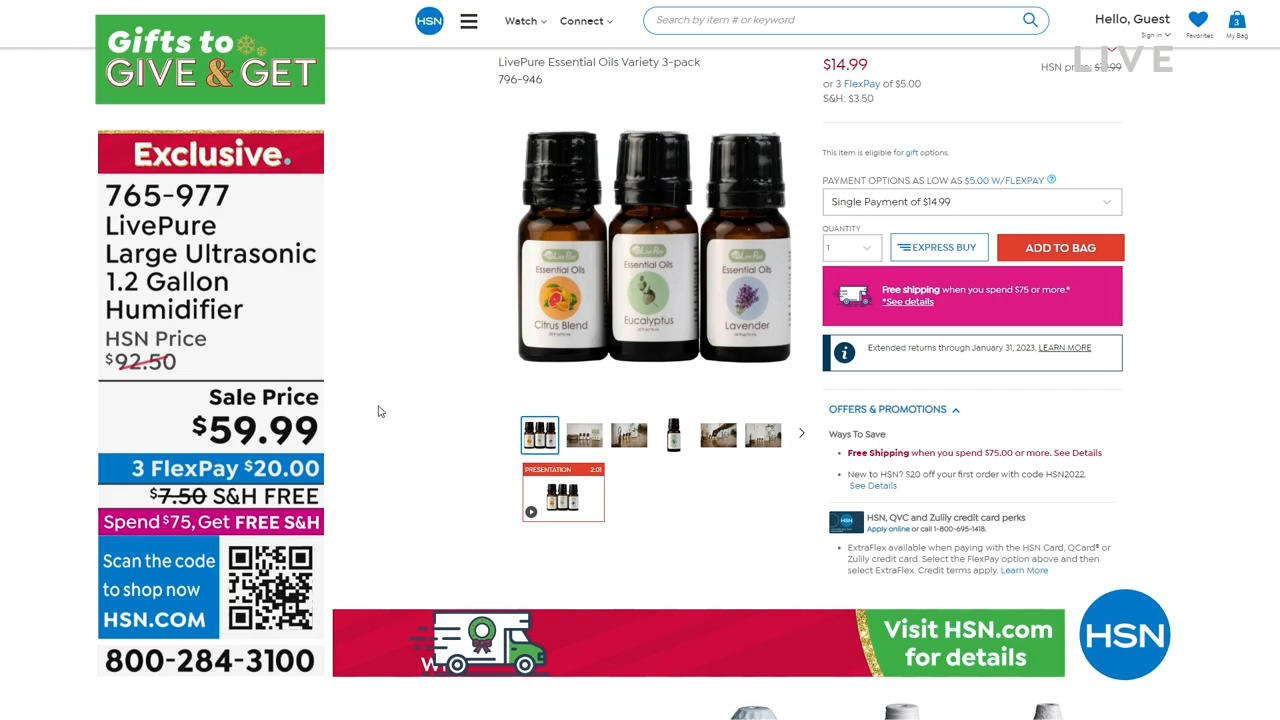 Gifts to
GIVE & GET
Exclusive.
765-977
LivePure
Large Ultrasonic
1.2 Gallon
Humidifier
HSN Price
$92.50
Sale Price
$59.99
3 FlexPay $20.00
$7.50 S&H FREE
Spend $75, Get FREE S&H
Scan the code
to shop now
HSN.COM
800-284-3100
HSN
Watch
Connect
Search by item # or keyword
Hello, Guest
Sign in
Favorites
3
My Bag
LIVE
LivePure Essential Oils Variety 3-pack
796-946
$14.99
HSN price:
or 3 FlexPay of $5.00
S&H: $3.50
This item is eligible for gift options.
PAYMENT OPTIONS AS LOW AS $5.00 W/FLEXPAY
Single Payment of $14.99
QUANTITY
1
EXPRESS BUY
ADD TO BAG
Free shipping when you spend $75 or more.*
*See details
Extended returns through January 31, 2023. LEARN MORE
OFFERS & PROMOTIONS
Ways To Save
Free Shipping when you spend $75.00 or more. See Details
New to HSN? $20 off your first order with code HSN2022.
See Details
HSN, QVC and Zulily credit card perks
Apply online or call 1-800-695-1418.
ExtraFlex available when paying with the HSN Card, QCard® or
Zulily credit card. Select the FlexPay option above and then
select ExtraFlex. Credit terms apply. Learn More
Live Pure
Essential Oils
Citrus Blend
Live Pure
Essential Oils
Eucalyptus
Live Pure
Essential Oils
Lavender
PRESENTATION 2:01
Visit HSN.com
for details
HSN